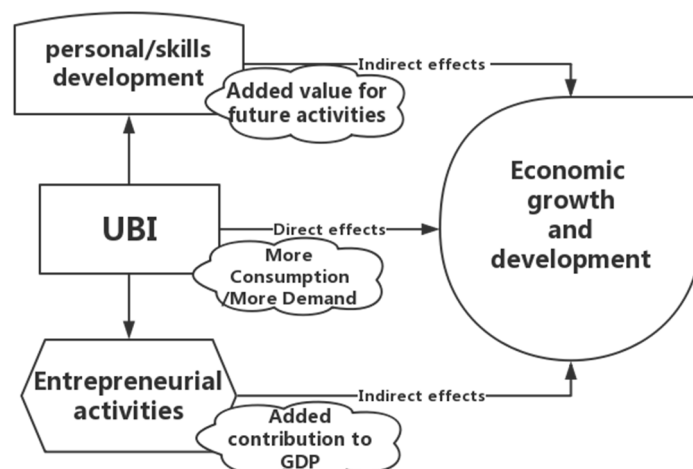 personal/skills
development
Indirect effects
Added value for
future activities
Economic
growth
and
development
UBI
Direct effects
More
Consumption
/More Demand
Entrepreneurial
activities
Indirect effects
Added
contribution to
GDP